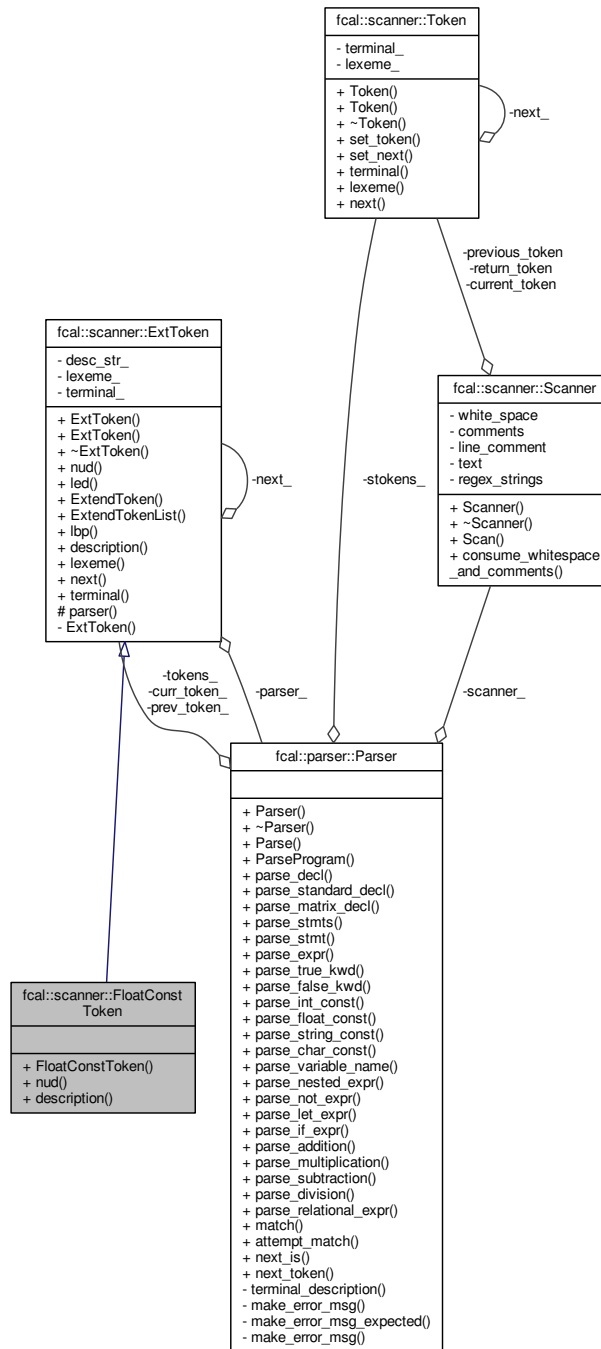 fcal::scanner::Token
- terminal_
- lexeme_
+ Token()
+ Token()
+ ~Token()
+ set_token()
+ set_next()
+ terminal()
+ lexeme()
+ next()
-next_
-previous_token
-return_token
-current_token
fcal::scanner::ExtToken
- desc_str_
- lexeme_
- terminal_
+ ExtToken()
+ ExtToken()
+ ~ExtToken()
+ nud()
+ led()
+ ExtendToken()
+ ExtendTokenList()
+ lbp()
+ description()
+ lexeme()
+ next()
+ terminal()
# parser()
- ExtToken()
-next_
-stokens_
fcal::scanner::Scanner
- white_space
- comments
- line_comment
- text
- regex_strings
+ Scanner()
+ ~Scanner()
+ Scan()
+ consume_whitespace
_and_comments()
-tokens_
-curr_token_
-prev_token_
-parser_
-scanner_
fcal::parser::Parser
+ Parser()
+ ~Parser()
+ Parse()
+ ParseProgram()
+ parse_decl()
+ parse_standard_decl()
+ parse_matrix_decl()
+ parse_stmts()
+ parse_stmt()
+ parse_expr()
+ parse_true_kwd()
+ parse_false_kwd()
+ parse_int_const()
+ parse_float_const()
+ parse_string_const()
+ parse_char_const()
+ parse_variable_name()
+ parse_nested_expr()
+ parse_not_expr()
+ parse_let_expr()
+ parse_if_expr()
+ parse_addition()
+ parse_multiplication()
+ parse_subtraction()
+ parse_division()
+ parse_relational_expr()
+ match()
+ attempt_match()
+ next_is()
+ next_token()
- terminal_description()
- make_error_msg()
- make_error_msg_expected()
- make_error_msg()
fcal::scanner::FloatConst
Token
+ FloatConstToken()
+ nud()
+ description()